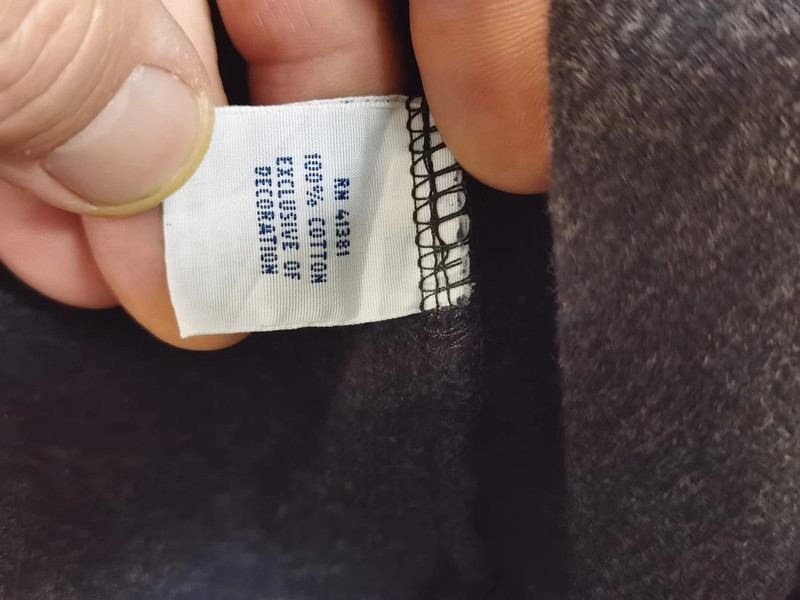 RN 41381
100% COTTON
EXCLUSIVE OF
DECORATION